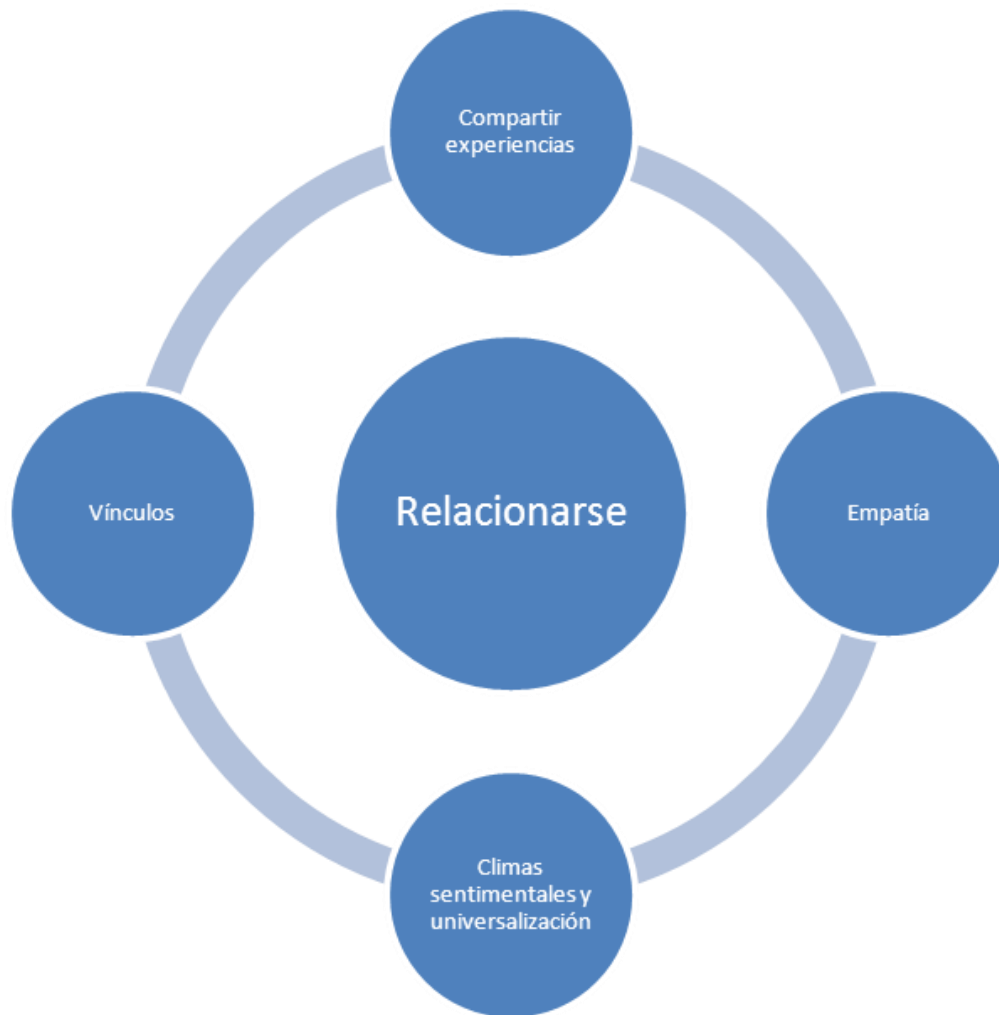 Compartir
experiencias
Vínculos
Relacionarse
Empatía
Climas
sentimentales y
universalización